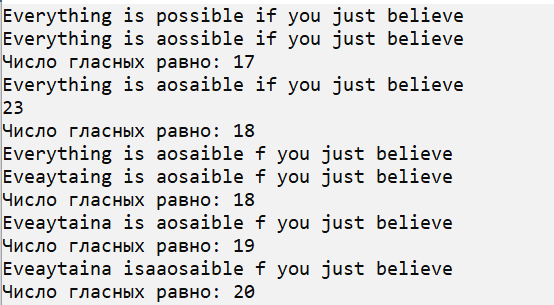 Everything is possible if you just believe
Everything is aossible if you just believe
Число гласных равно: 17
Everything is aosaible if you just believe
23
Число гласных равно: 18
Everything is aosaible f you just believe
Eveaytaing is aosaible f you just believe
Число гласных равно: 18
Eveaytaina is aosaible f you just believe
Число гласных равно: 19
Eveaytaina isaaosaible f you just believe
Число гласных равно: 20